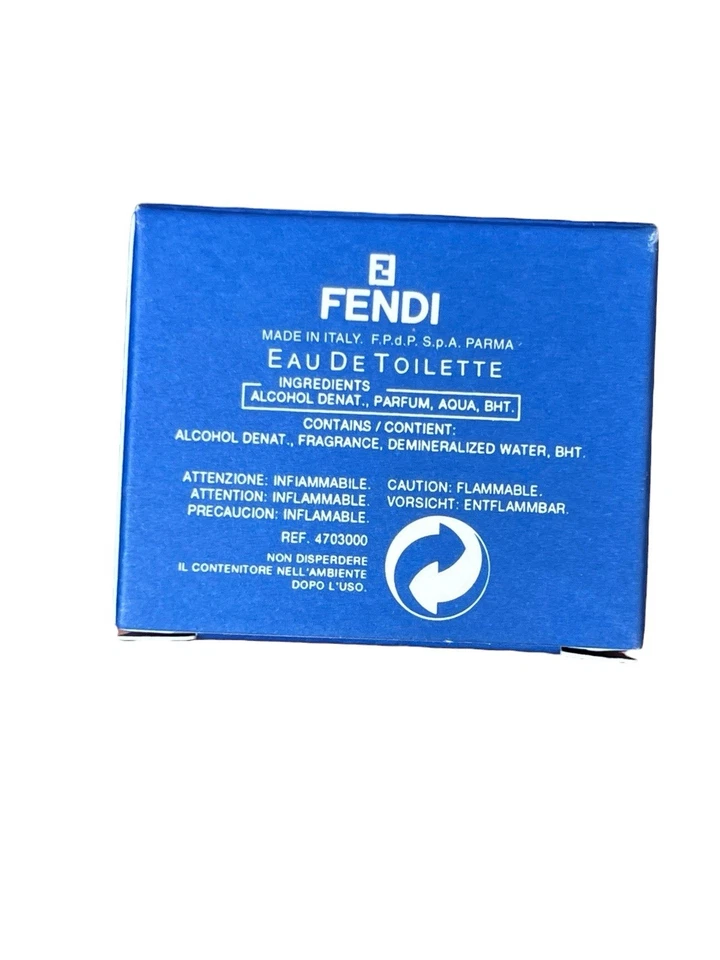 FENDI
MADE IN ITALY. F.P.d.P. S.p.A. PARMA
EAU DE TOILETTE
INGREDIENTS
ALCOHOL DENAT., PARFUM, AQUA, BHT.
CONTAINS / CONTIENT:
ALCOHOL DENAT., FRAGRANCE, DEMINERALIZED WATER, BHT.
ATTENZIONE: INFIAMMABILE. CAUTION: FLAMMABLE.
ATTENTION: INFLAMMABLE. VORSICHT: ENTFLAMMBAR.
PRECAUCION: INFLAMABLE.
REF. 4703000
NON DISPERDERE
IL CONTENITORE NELL'AMBIENTE
DOPO L'USO.